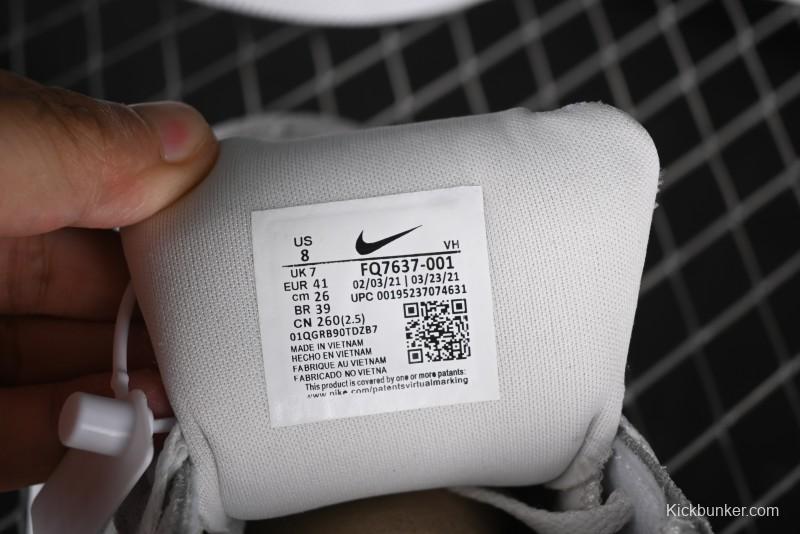 US
8
VH
UK 7
FQ7637-001
EUR 41
02/03/21 | 03/23/21
cm 26
UPC 00195237074631
BR 39
CN 260(2.5)
01QGRB90TDZB7
MADE IN VIETNAM
HECHO EN VIETNAM
FABRIQUE AU VIETNAM
FABRICADO NO VIETNA
This product is covered by one or more patents:
www.nike.com/patentsvirtualmarking
Kickbunker.com